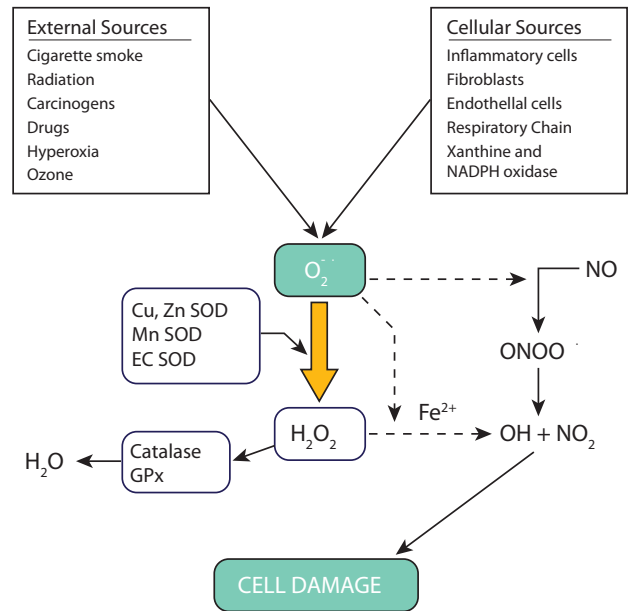 External Sources
Cigarette smoke
Radiation
Carcinogens
Drugs
Hyperoxia
Ozone
Cellular Sources
Inflammatory cells
Fibroblasts
Endothellal cells
Respiratory Chain
Xanthine and
NADPH oxidase
O₂⁻˙
NO
Cu, Zn SOD
Mn SOD
EC SOD
ONOO
Fe²⁺
H₂O₂
OH + NO₂
H₂O
Catalase
GPx
CELL DAMAGE